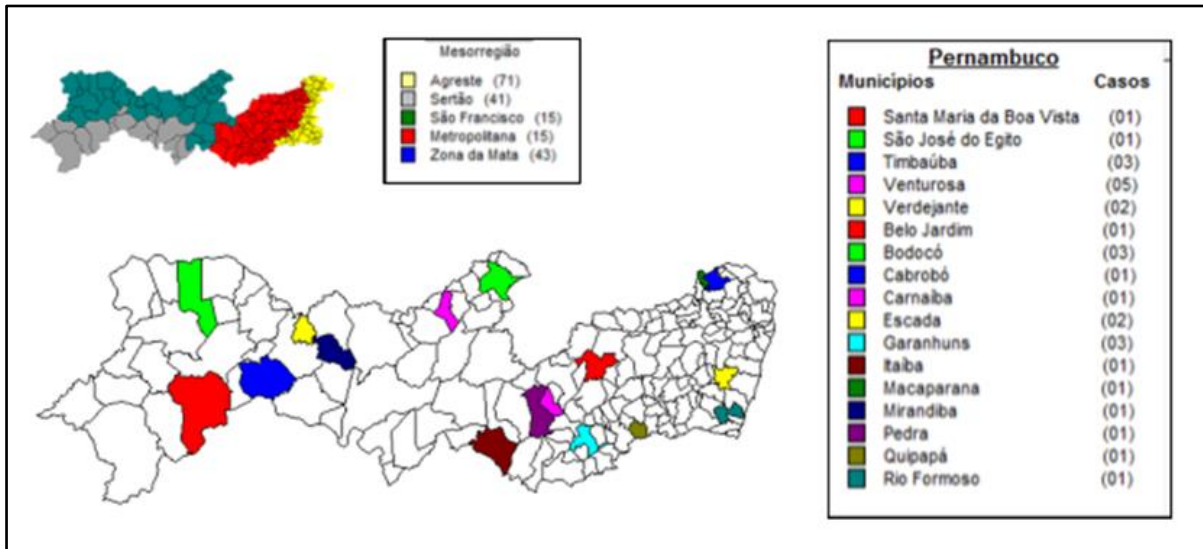 Mesorregião
Agreste (71)
Sertão (41)
São Francisco (15)
Metropolitana (15)
Zona da Mata (43)
Pernambuco
Municípios Casos
Santa Maria da Boa Vista (01)
São José do Egito (01)
Timbaúba (03)
Venturosa (05)
Verdejante (02)
Belo Jardim (01)
Bodocó (03)
Cabrobó (01)
Carnaíba (01)
Escada (02)
Garanhuns (03)
Itaíba (01)
Macaparana (01)
Mirandiba (01)
Pedra (01)
Quipapá (01)
Rio Formoso (01)